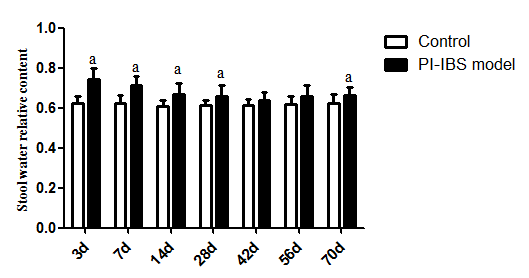 1.0
0.8
0.6
0.4
0.2
0.0
Stool water relative content
a a a a a
3d 7d 14d 28d 42d 56d 70d
Control
PI-IBS model